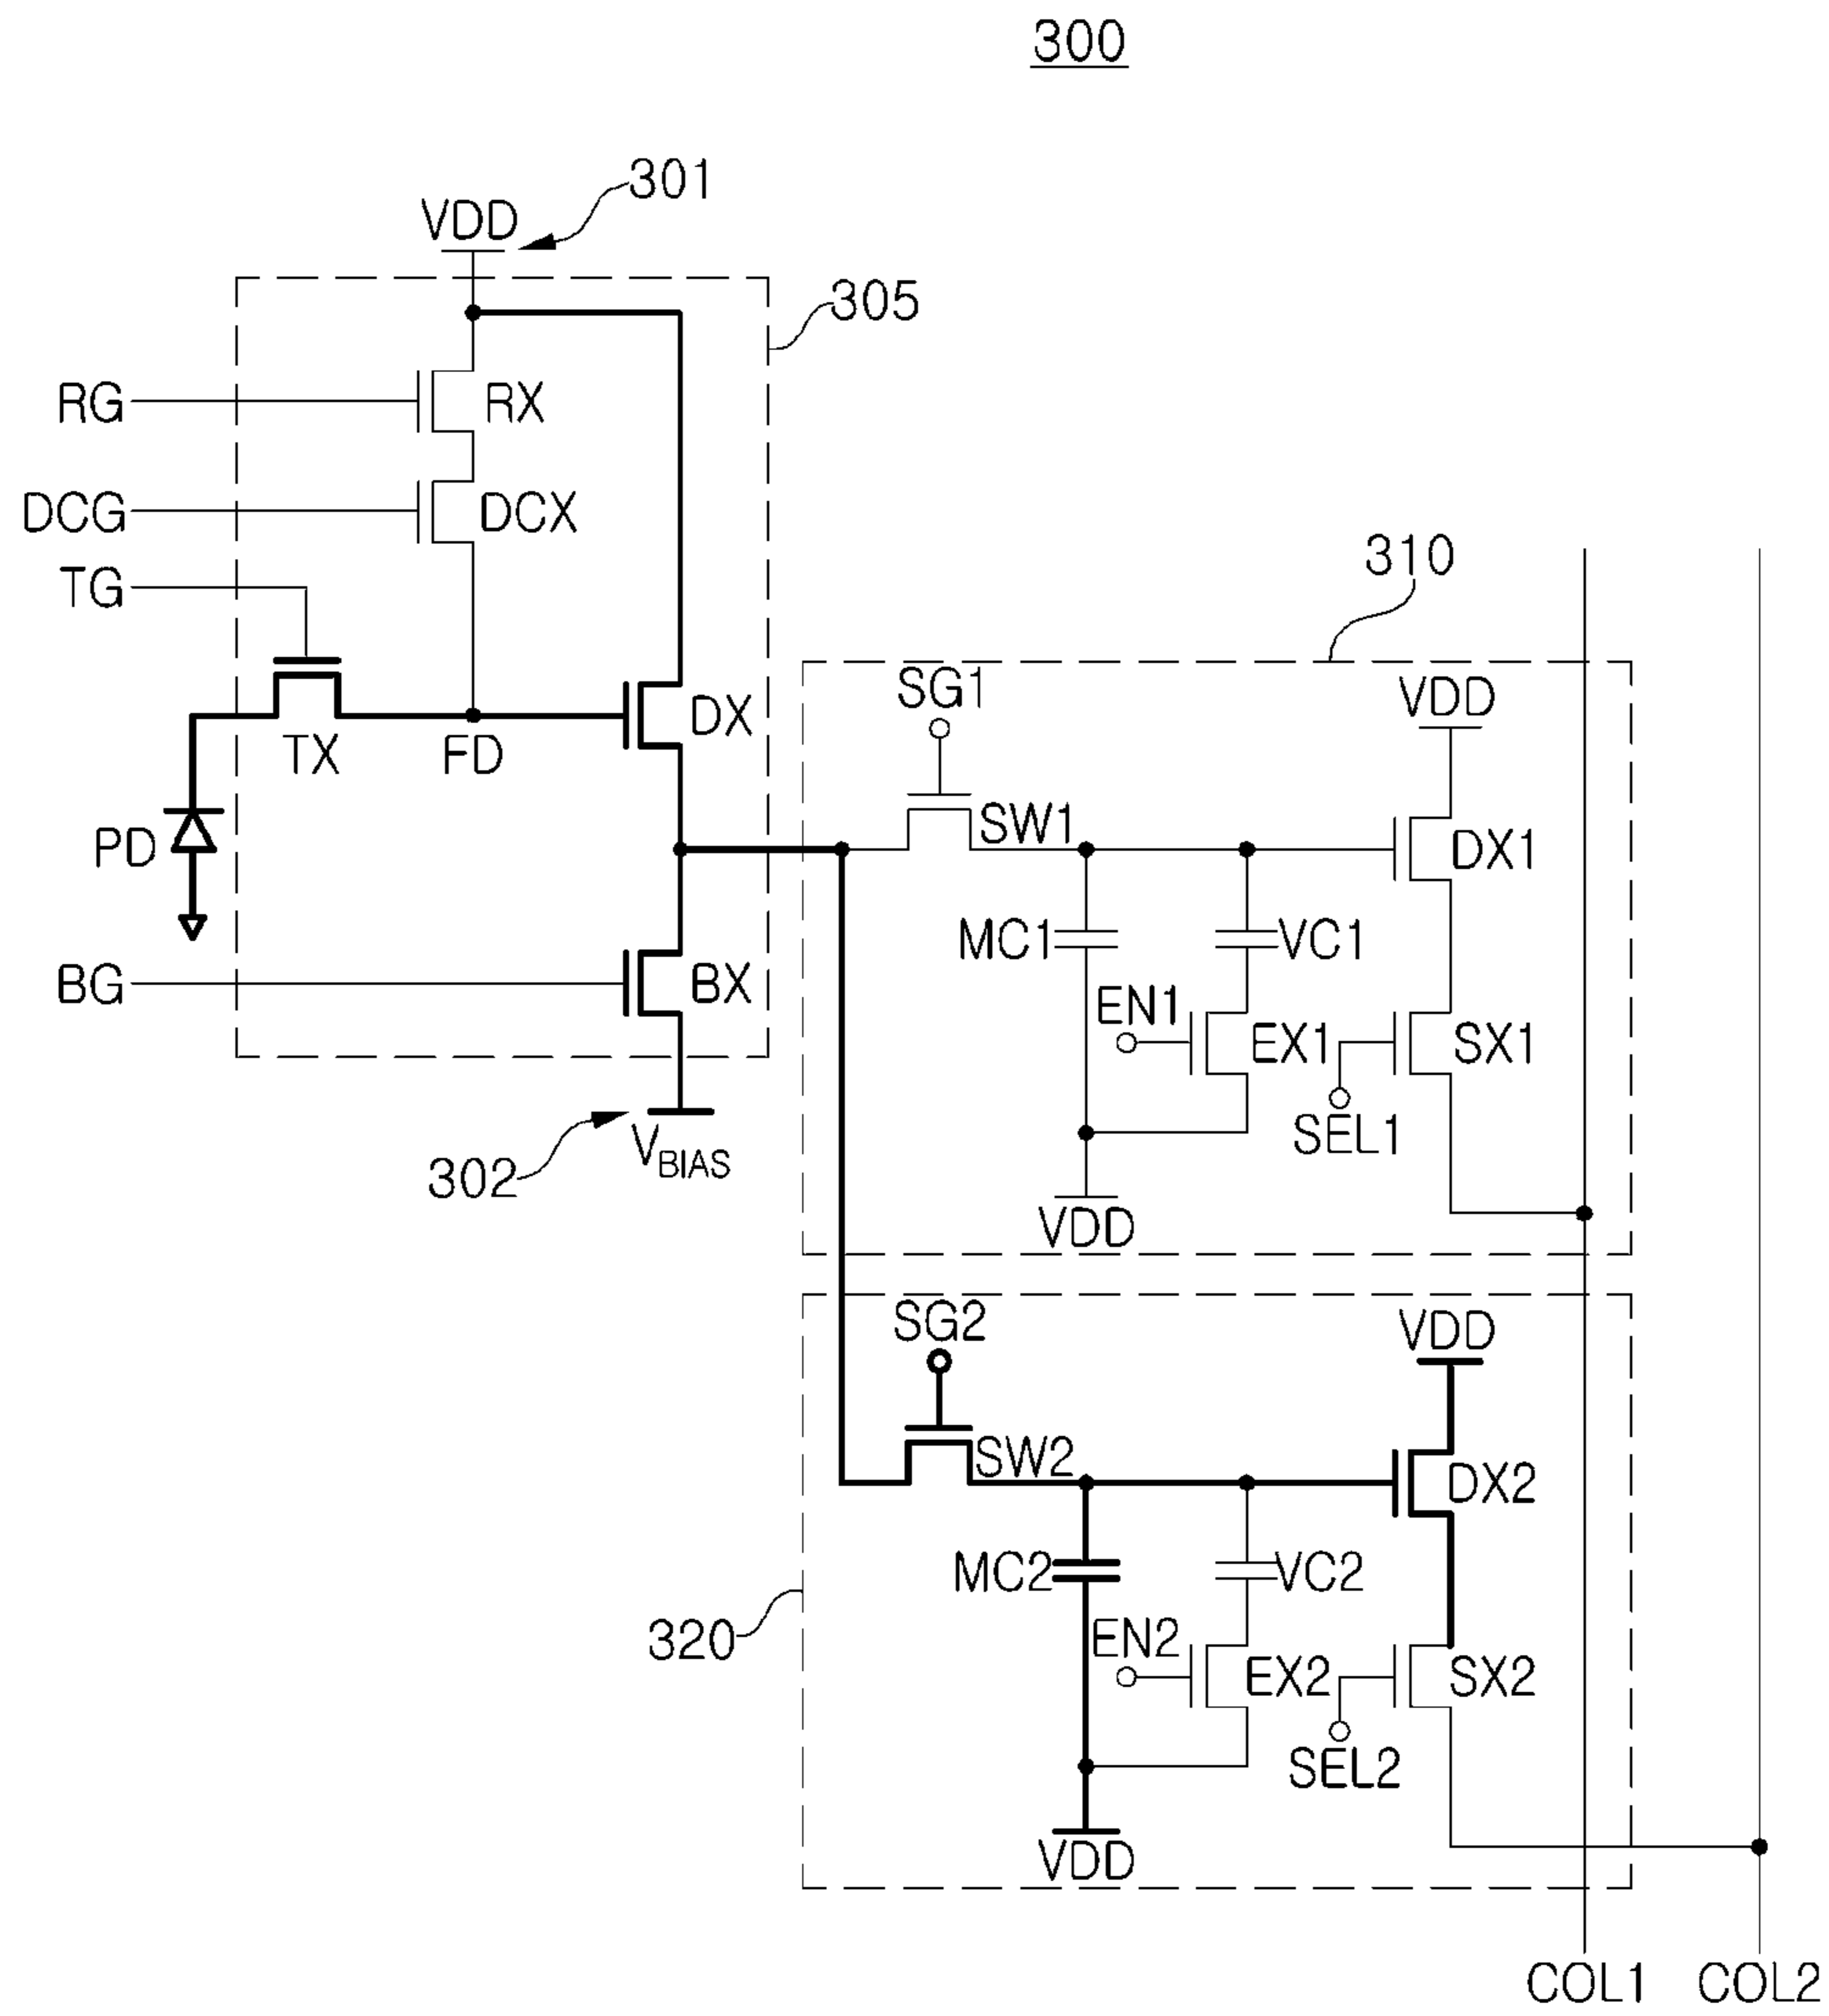 300
301
VDD
305
RG
RX
DCG
DCX
TG
310
SG1
VDD
DX
TX
FD
SW1
PD
DX1
MC1
VC1
BG
BX
EN1
EX1
SX1
SEL1
302
VBIAS
VDD
SG2
VDD
SW2
DX2
MC2
VC2
320
EN2
EX2
SX2
SEL2
VDD
COL1
COL2